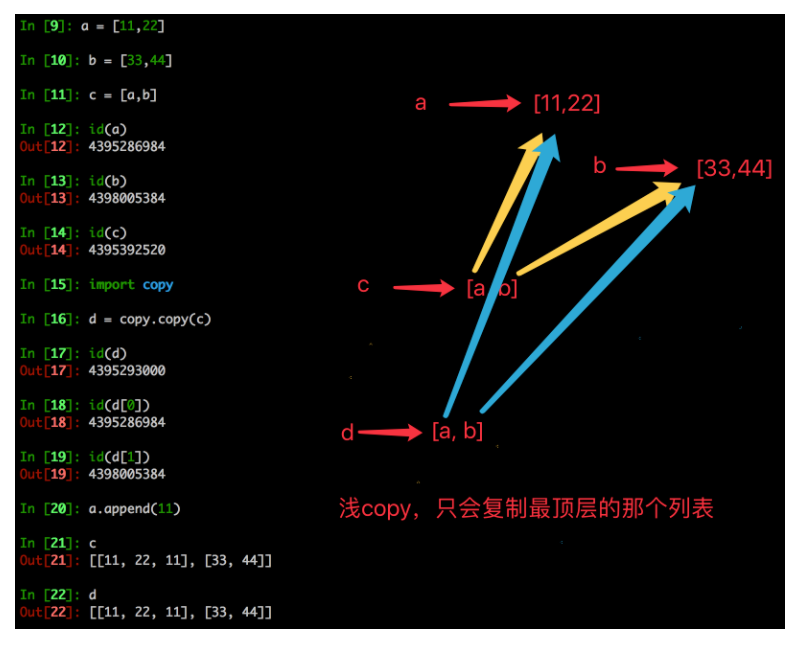 In [9]: a = [11,22]
In [10]: b = [33,44]
In [11]: c = [a,b]
In [12]: id(a)
Out[12]: 4395286984
In [13]: id(b)
Out[13]: 4398005384
In [14]: id(c)
Out[14]: 4395392520
In [15]: import copy
In [16]: d = copy.copy(c)
In [17]: id(d)
Out[17]: 4395293000
In [18]: id(d[0])
Out[18]: 4395286984
In [19]: id(d[1])
Out[19]: 4398005384
In [20]: a.append(11)
In [21]: c
Out[21]: [[11, 22, 11], [33, 44]]
In [22]: d
Out[22]: [[11, 22, 11], [33, 44]]
a [11,22]
b [33,44]
c [a, b]
d [a, b]
浅copy，只会复制最顶层的那个列表